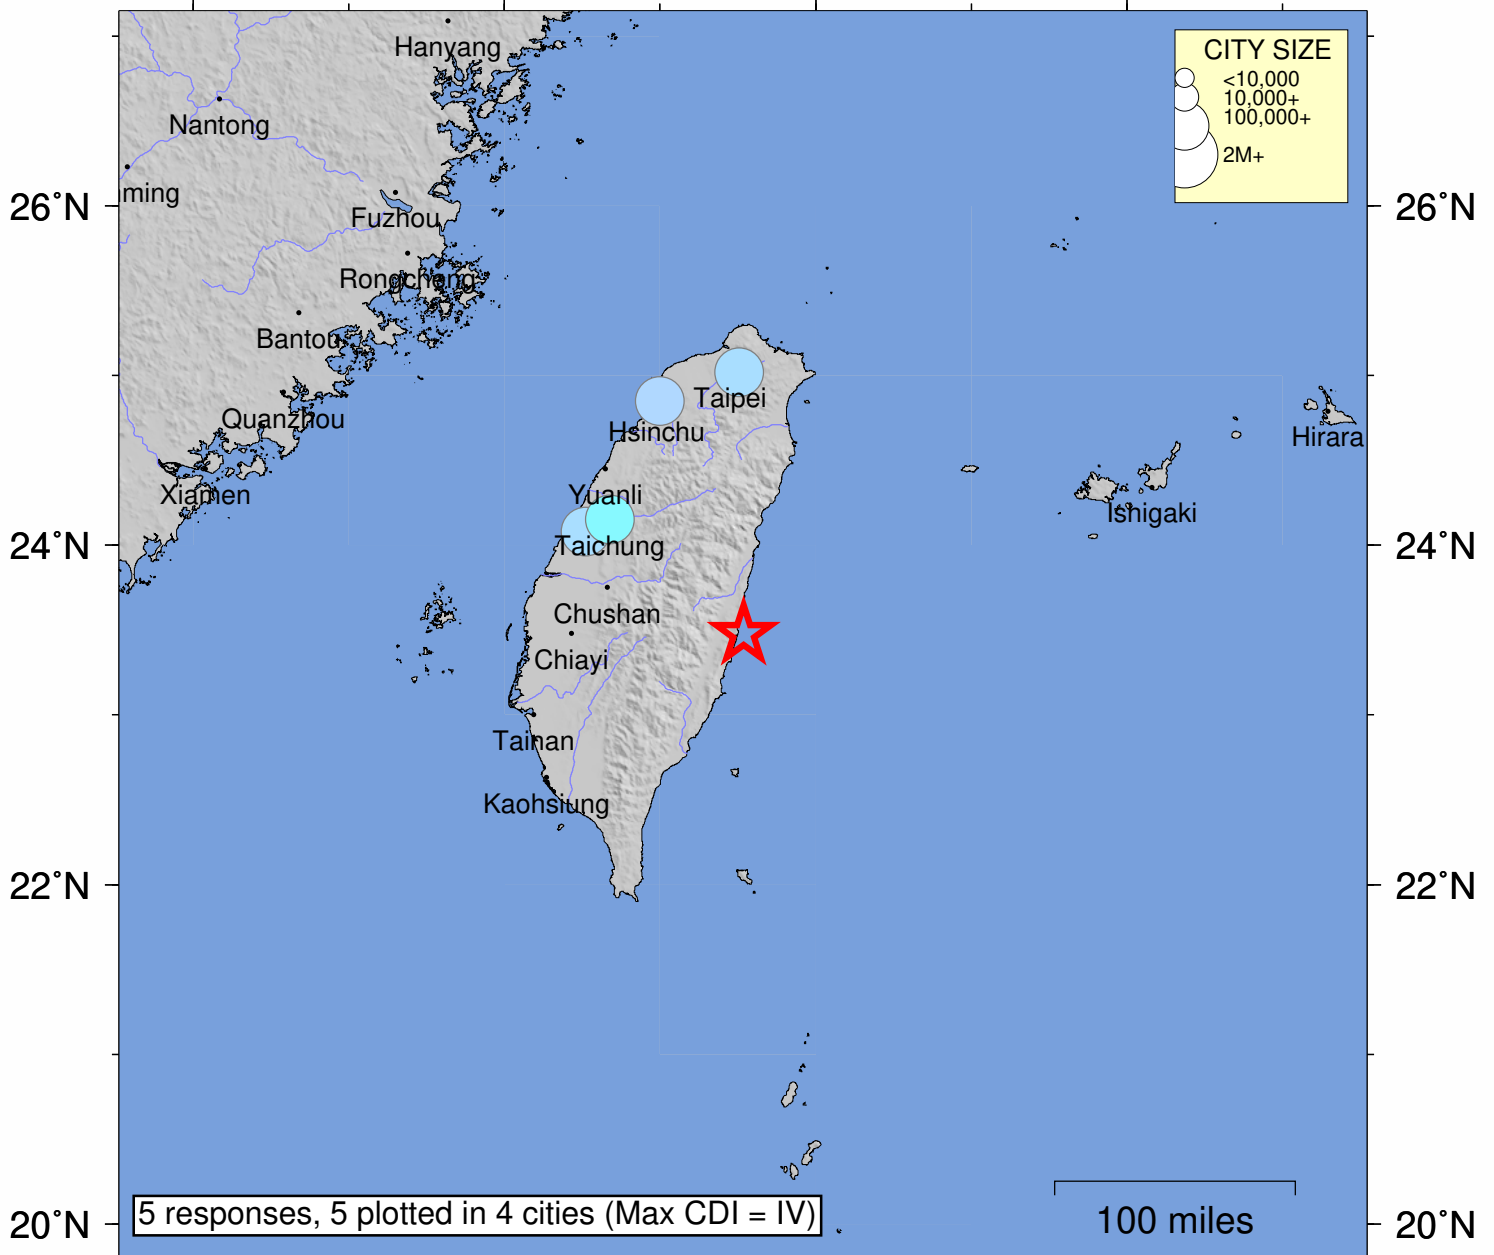 CITY SIZE
<10,000
10,000+
100,000+
2M+
Hanyang
Nantong
ming
26˚N
26˚N
Fuzhou
Rongcheng
Bantou
Taipei
Quanzhou
Hsinchu
Hirara
Xiamen
Yuanli
Ishigaki
24˚N
Taichung
24˚N
Chushan
Chiayi
Tainan
Kaohsiung
22˚N
22˚N
5 responses, 5 plotted in 4 cities (Max CDI = IV)
100 miles
20˚N
20˚N